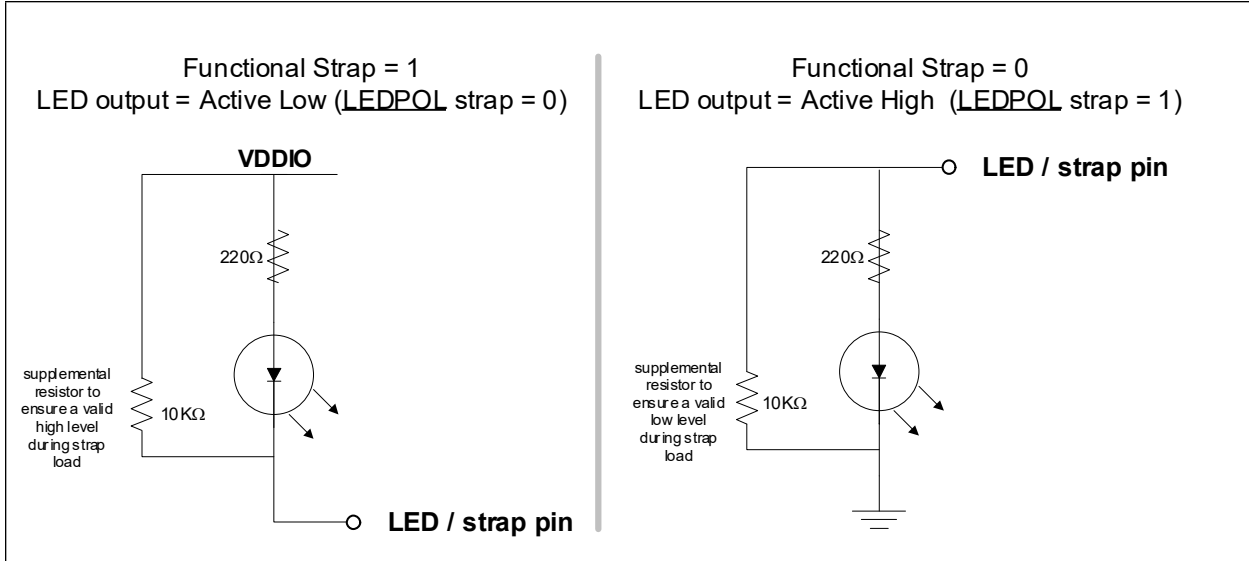 Functional Strap = 1
LED output = Active Low (LEDPOL strap = 0)
VDDIO
220Ω
supplemental
resistor to
ensure a valid
high level
during strap
load
10KΩ
LED / strap pin
Functional Strap = 0
LED output = Active High (LEDPOL strap = 1)
LED / strap pin
220Ω
supplemental
resistor to
ensure a valid
low level
during strap
load
10KΩ